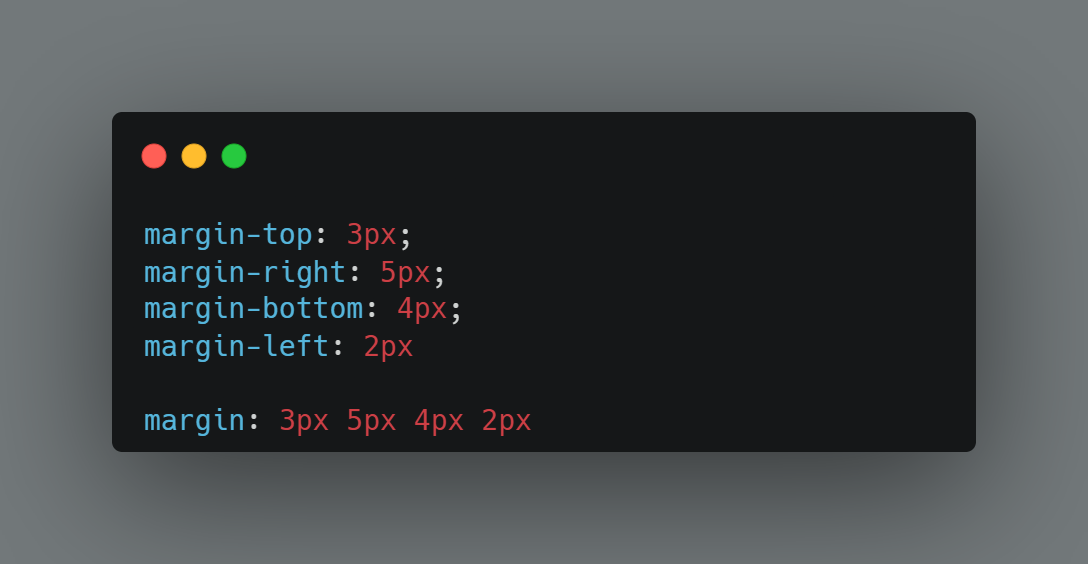 margin-top: 3px;
margin-right: 5px;
margin-bottom: 4px;
margin-left: 2px
margin: 3px 5px 4px 2px